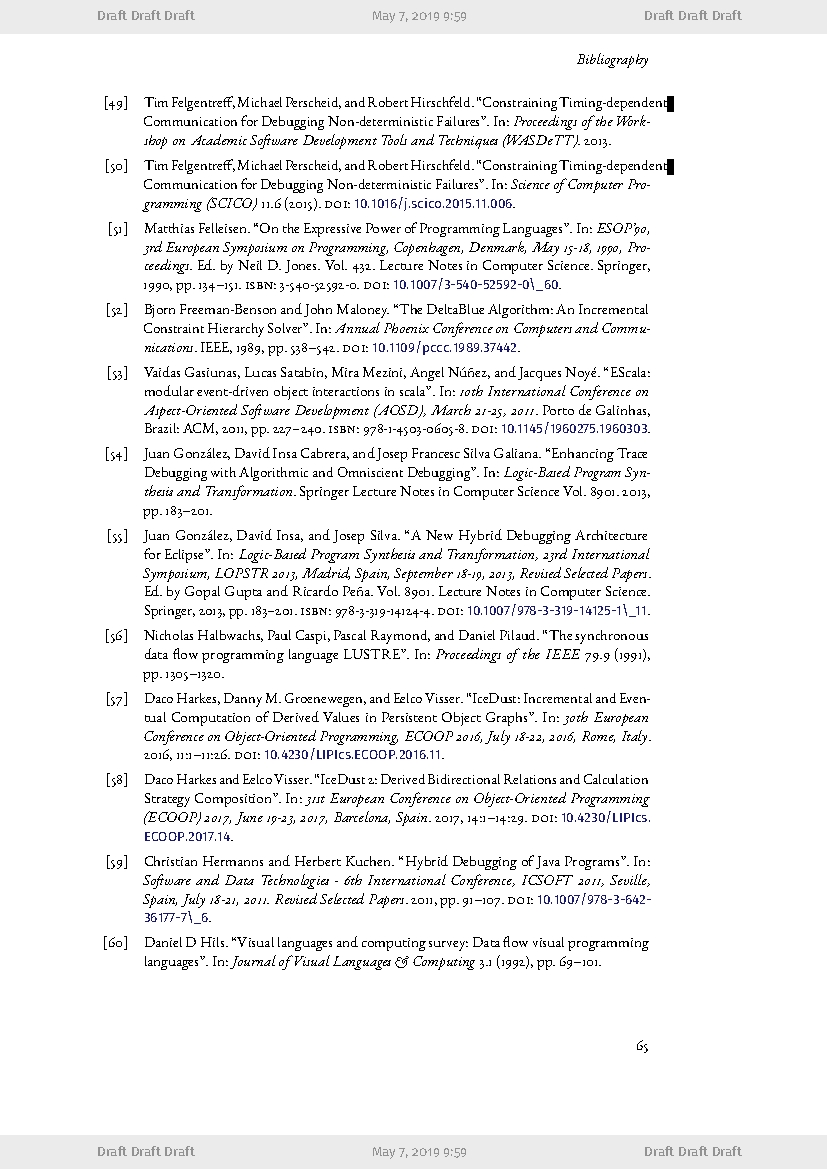 Draft Draft Draft May 7, 2019 9:59 Draft Draft Draft
Bibliography
[49] Tim Felgentreff, Michael Perscheid, and Robert Hirschfeld. “Constraining Timing-dependent
Communication for Debugging Non-deterministic Failures”. In: Proceedings of the Work-
shop on Academic Software Development Tools and Techniques (WASDeTT). 2013.
[50] Tim Felgentreff, Michael Perscheid, and Robert Hirschfeld. “Constraining Timing-dependent
Communication for Debugging Non-deterministic Failures”. In: Science of Computer Pro-
gramming (SCICO) 11.6 (2015). DOI: 10.1016/j.scico.2015.11.006.
[51] Matthias Felleisen. “On the Expressive Power of Programming Languages”. In: ESOP’90,
3rd European Symposium on Programming, Copenhagen, Denmark, May 15-18, 1990, Pro-
ceedings. Ed. by Neil D. Jones. Vol. 432. Lecture Notes in Computer Science. Springer,
1990, pp. 134–151. ISBN: 3-540-52592-0. DOI: 10.1007/3-540-52592-0\_60.
[52] Bjorn Freeman-Benson and John Maloney. “The DeltaBlue Algorithm: An Incremental
Constraint Hierarchy Solver”. In: Annual Phoenix Conference on Computers and Commu-
nications. IEEE, 1989, pp. 538–542. DOI: 10.1109/pccc.1989.37442.
[53] Vaidas Gasiunas, Lucas Satabin, Mira Mezini, Angel Núñez, and Jacques Noyé. “EScala:
modular event-driven object interactions in scala”. In: 10th International Conference on
Aspect-Oriented Software Development (AOSD), March 21-25, 2011. Porto de Galinhas,
Brazil: ACM, 2011, pp. 227–240. ISBN: 978-1-4503-0605-8. DOI: 10.1145/1960275.1960303.
[54] Juan González, David Insa Cabrera, and Josep Francesc Silva Galiana. “Enhancing Trace
Debugging with Algorithmic and Omniscient Debugging”. In: Logic-Based Program Syn-
thesis and Transformation. Springer Lecture Notes in Computer Science Vol. 8901. 2013,
pp. 183–201.
[55] Juan González, David Insa, and Josep Silva. “A New Hybrid Debugging Architecture
for Eclipse”. In: Logic-Based Program Synthesis and Transformation, 23rd International
Symposium, LOPSTR 2013, Madrid, Spain, September 18-19, 2013, Revised Selected Papers.
Ed. by Gopal Gupta and Ricardo Peña. Vol. 8901. Lecture Notes in Computer Science.
Springer, 2013, pp. 183–201. ISBN: 978-3-319-14124-4. DOI: 10.1007/978-3-319-14125-1\_11.
[56] Nicholas Halbwachs, Paul Caspi, Pascal Raymond, and Daniel Pilaud. “The synchronous
data flow programming language LUSTRE”. In: Proceedings of the IEEE 79.9 (1991),
pp. 1305–1320.
[57] Daco Harkes, Danny M. Groenewegen, and Eelco Visser. “IceDust: Incremental and Even-
tual Computation of Derived Values in Persistent Object Graphs”. In: 30th European
Conference on Object-Oriented Programming, ECOOP 2016, July 18-22, 2016, Rome, Italy.
2016, 11:1–11:26. DOI: 10.4230/LIPIcs.ECOOP.2016.11.
[58] Daco Harkes and Eelco Visser. “IceDust 2: Derived Bidirectional Relations and Calculation
Strategy Composition”. In: 31st European Conference on Object-Oriented Programming
(ECOOP) 2017, June 19-23, 2017, Barcelona, Spain. 2017, 14:1–14:29. DOI: 10.4230/LIPIcs.
ECOOP.2017.14.
[59] Christian Hermanns and Herbert Kuchen. “Hybrid Debugging of Java Programs”. In:
Software and Data Technologies - 6th International Conference, ICSOFT 2011, Seville,
Spain, July 18-21, 2011. Revised Selected Papers. 2011, pp. 91–107. DOI: 10.1007/978-3-642-
36177-7\_6.
[60] Daniel D Hils. “Visual languages and computing survey: Data flow visual programming
languages”. In: Journal of Visual Languages & Computing 3.1 (1992), pp. 69–101.
65
Draft Draft Draft May 7, 2019 9:59 Draft Draft Draft